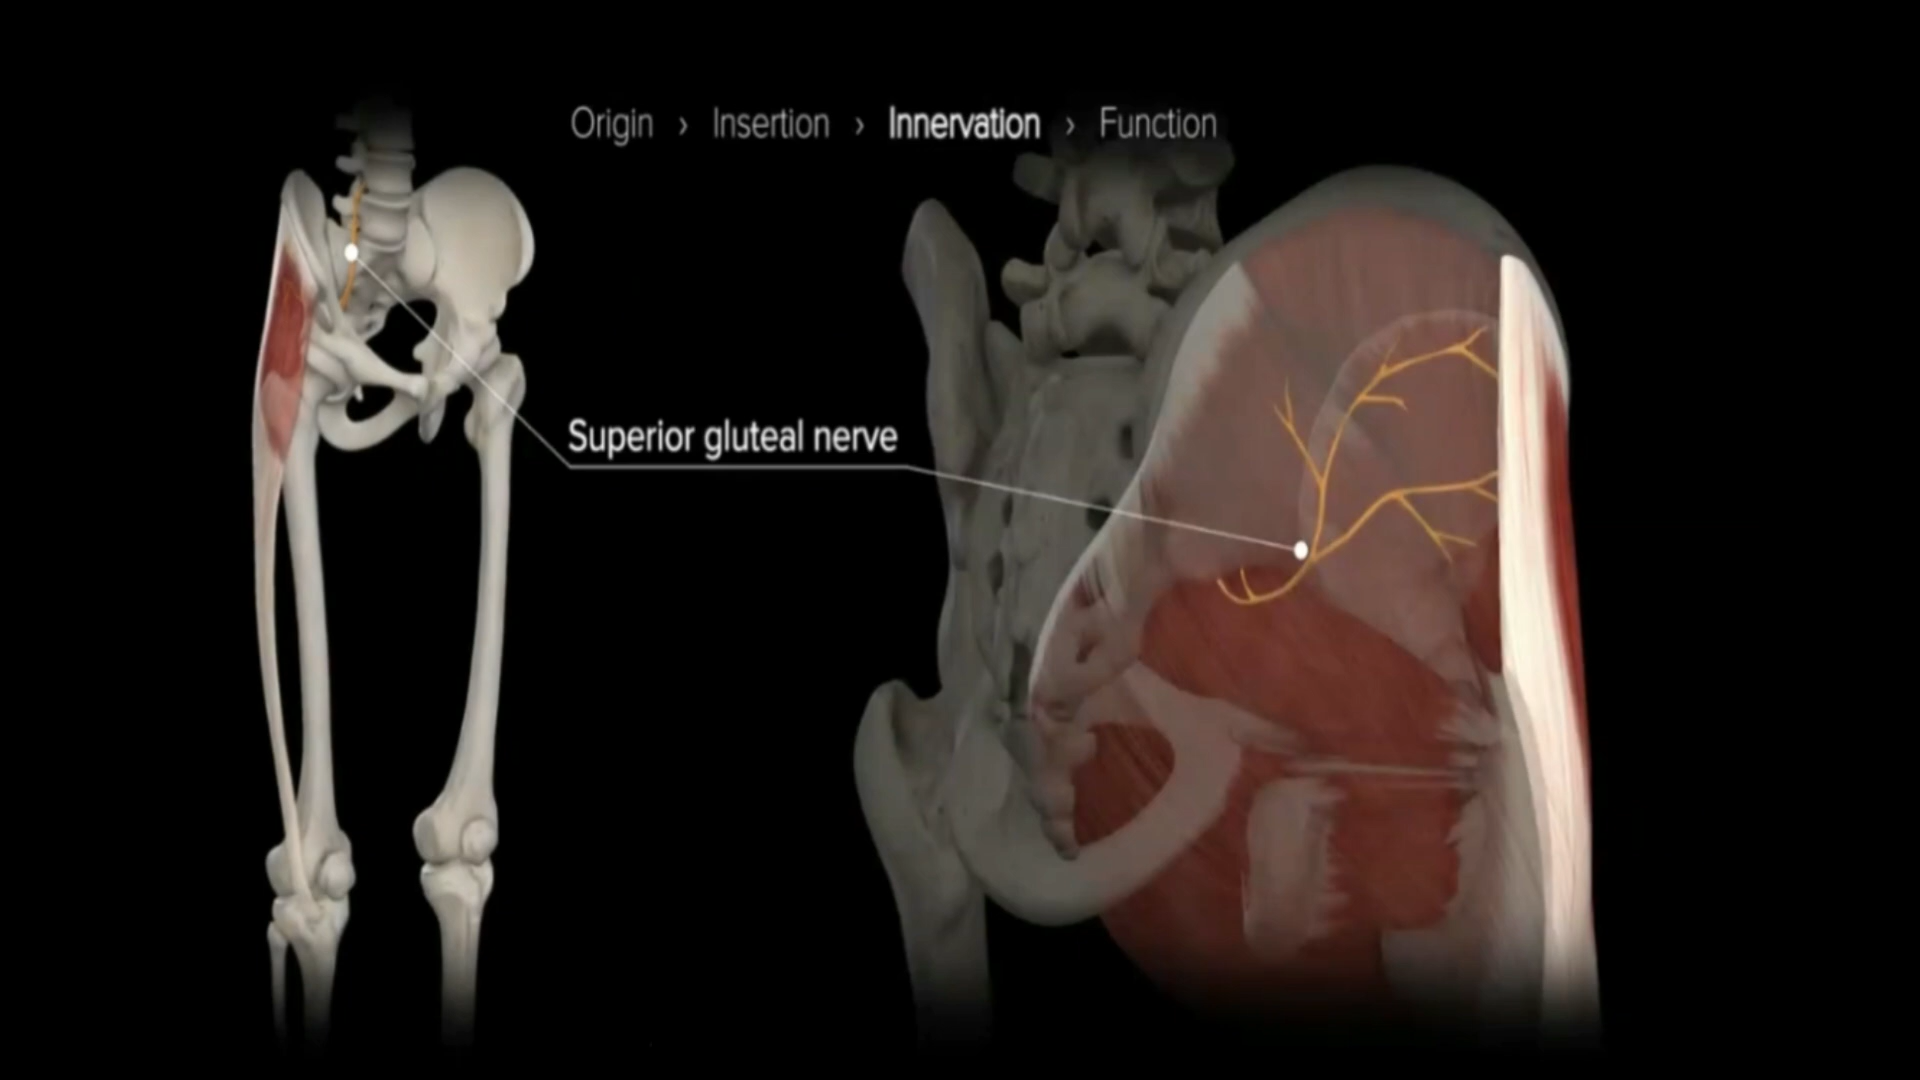 Origin › Insertion › Innervation › Function
Superior gluteal nerve